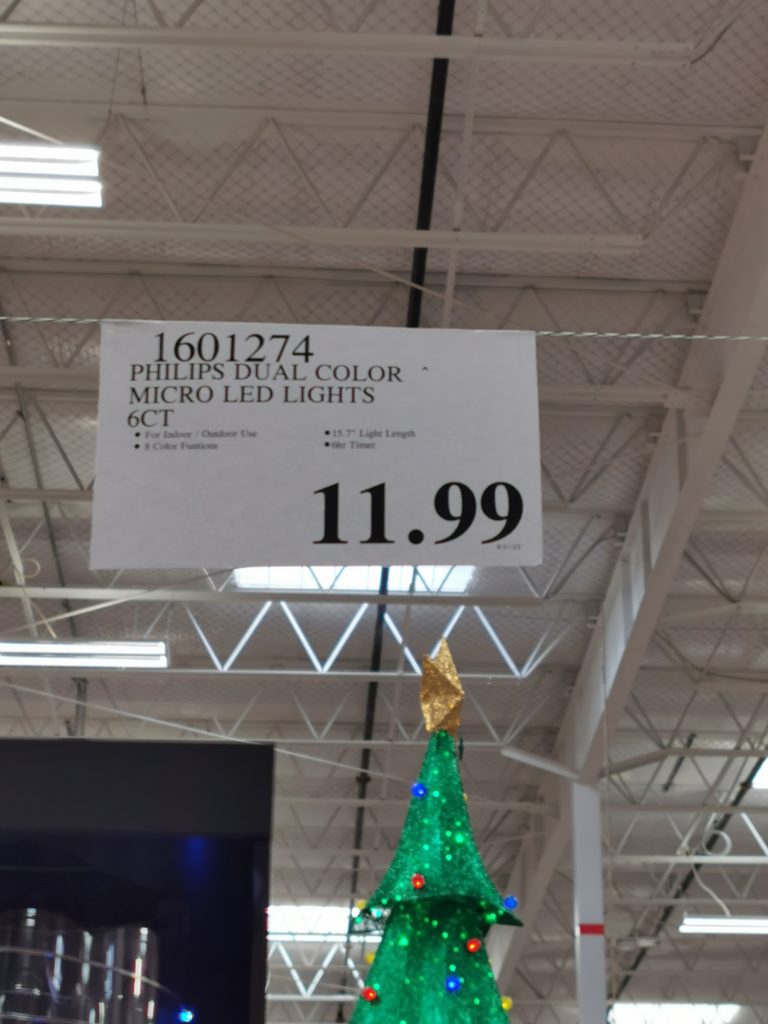 1601274
PHILIPS DUAL COLOR
MICRO LED LIGHTS
6CT
• For Indoor / Outdoor Use • 15.7" Light Length
• 8 Color Funtions • 6hr Timer
11.99